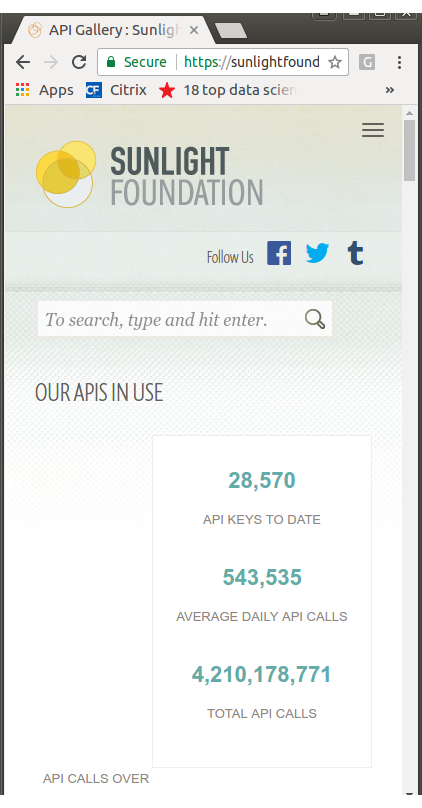 API Gallery : Sunlig
Secure https://sunlightfound
Apps Citrix 18 top data scien
SUNLIGHT
FOUNDATION
Follow Us
To search, type and hit enter.
OUR APIS IN USE
28,570
API KEYS TO DATE
543,535
AVERAGE DAILY API CALLS
4,210,178,771
TOTAL API CALLS
API CALLS OVER